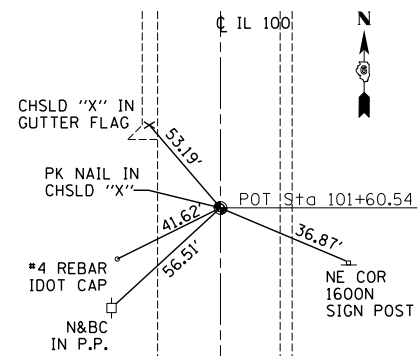 ℄ IL 100
N
CHSLD "X" IN
GUTTER FLAG
53.19'
PK NAIL IN
CHSLD "X"
POT Sta 101+60.54
41.62'
36.87'
56.51'
#4 REBAR
IDOT CAP
NE COR
1600N
SIGN POST
N&BC
IN P.P.